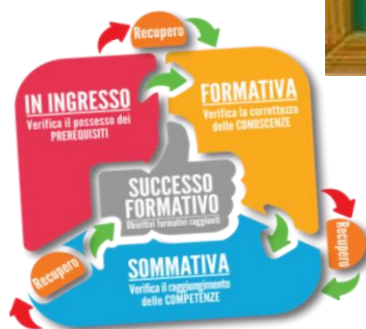 Recupero
IN INGRESSO
Verifica il possesso dei
PREREQUISITI
FORMATIVA
Verifica la correttezza
delle CONOSCENZE
SUCCESSO
FORMATIVO
Obiettivi formativi raggiunti
Recupero
Recupero
SOMMATIVA
Verifica il raggiungimento
delle COMPETENZE